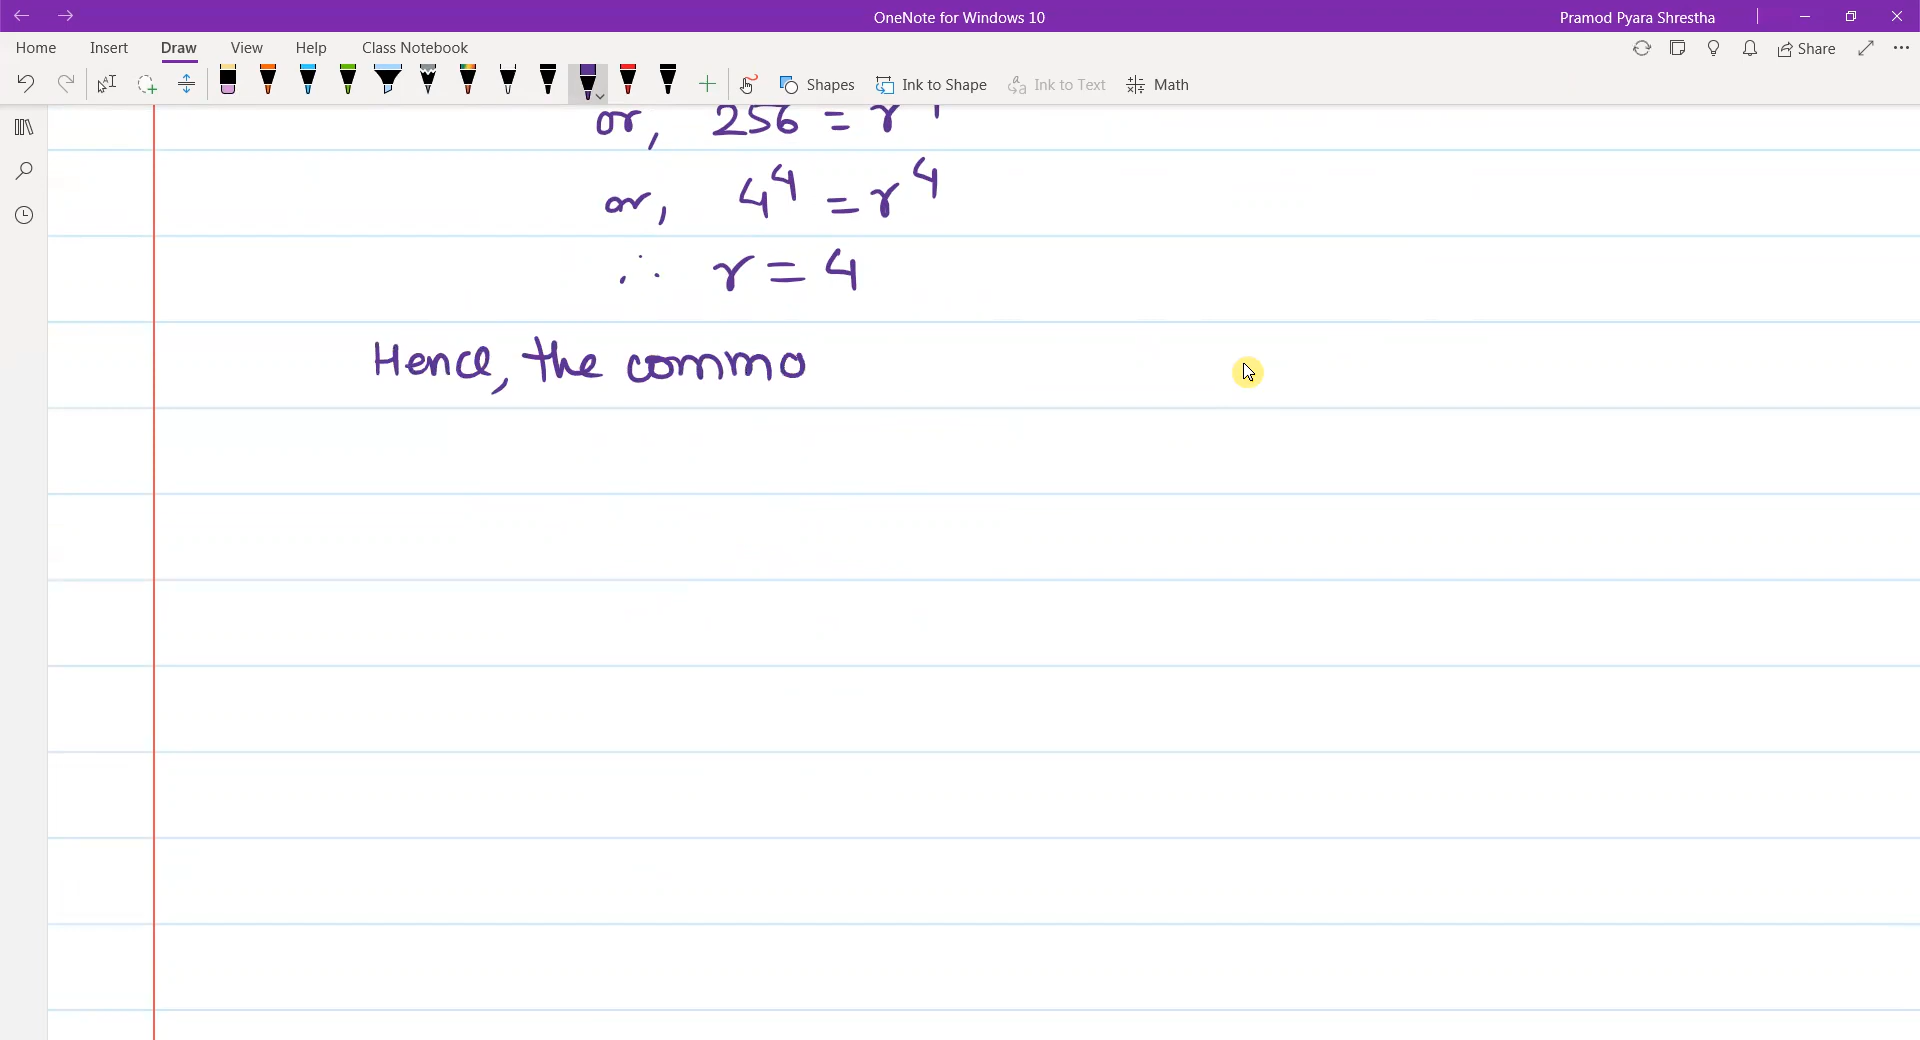 OneNote for Windows 10
Pramod Pyara Shrestha
Home Insert Draw View Help Class Notebook
Share
Shapes Ink to Shape Ink to Text Math
or, 256 = r⁴
or, 4⁴ = r⁴
∴ r = 4
Hence, the commo